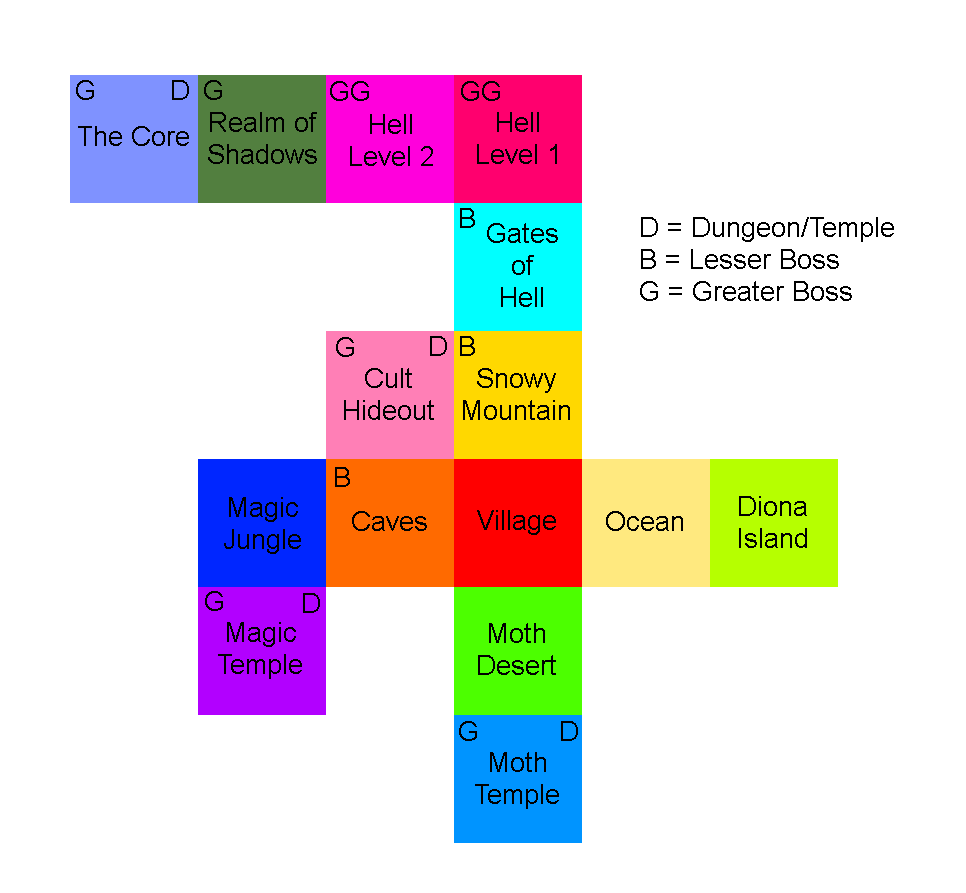 G D
The Core
G
Realm of
Shadows
GG
Hell
Level 2
GG
Hell
Level 1
B
Gates
of
Hell
D = Dungeon/Temple
B = Lesser Boss
G = Greater Boss
G D
Cult
Hideout
B
Snowy
Mountain
Magic
Jungle
B
Caves
Village
Ocean
Diona
Island
G D
Magic
Temple
Moth
Desert
G D
Moth
Temple